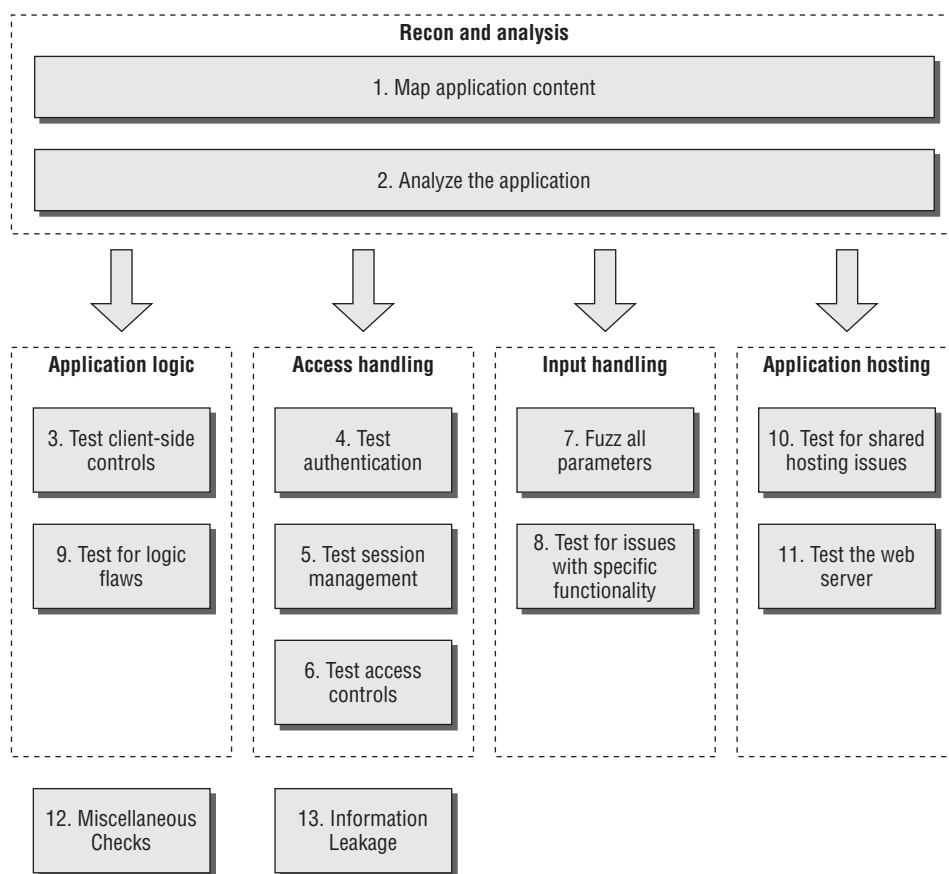 Recon and analysis
1. Map application content
2. Analyze the application
Application logic
3. Test client-side
controls
9. Test for logic
flaws
Access handling
4. Test
authentication
5. Test session
management
6. Test access
controls
Input handling
7. Fuzz all
parameters
8. Test for issues
with specific
functionality
Application hosting
10. Test for shared
hosting issues
11. Test the web
server
12. Miscellaneous
Checks
13. Information
Leakage